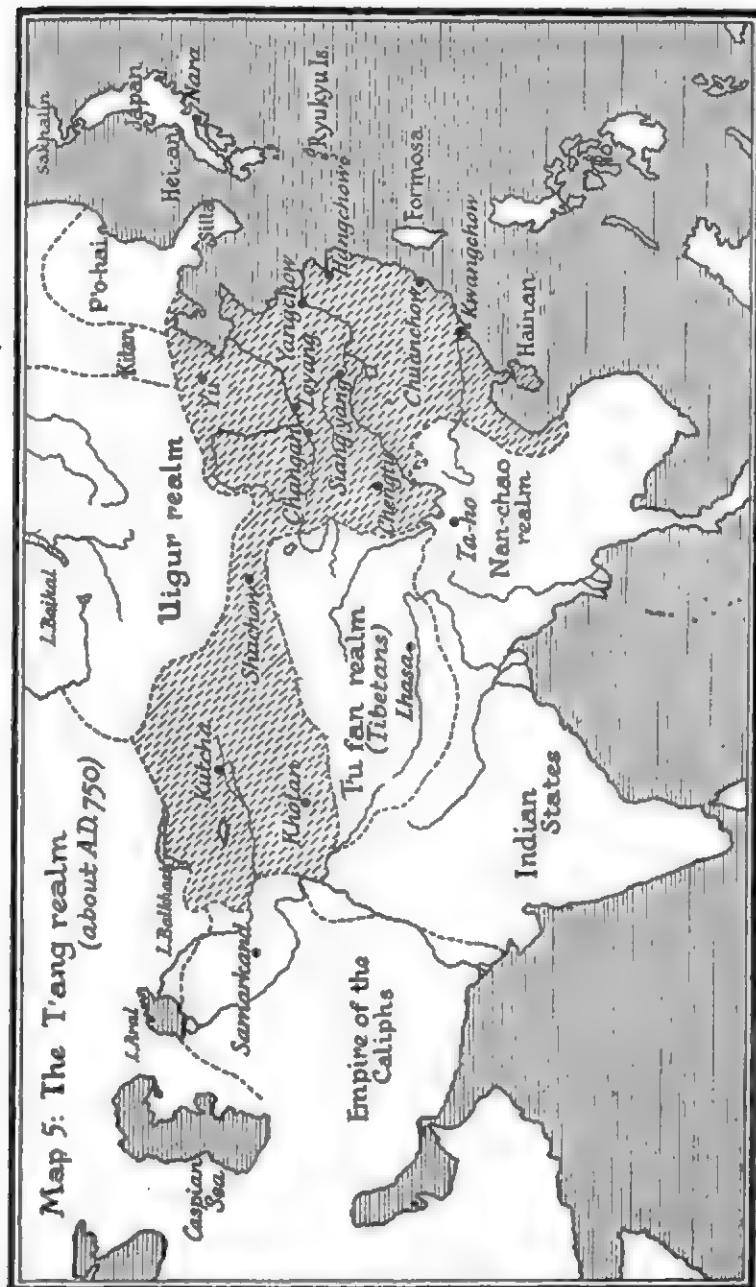 Map 5: The T'ang realm
(about A.D. 750)
L. Baikal
Sakhalin
Japan
Nara
Hei-an
P'o-hai
Kitan
Silla
Uigur realm
L. Balkhash
L. Aral
Caspian
Sea
Samarkand
Kutcha
Khotan
Shuchow
Yu
Changan
Loyang
Yangchow
Hangchow
Ryukyu Is.
Siangyang
Chengtu
Chuanchow
Formosa
Kwangchow
Hainan
Tu fan realm
(Tibetans)
Lhasa
Ta-ho
Nan-chao
realm
Empire of the
Caliphs
Indian
States